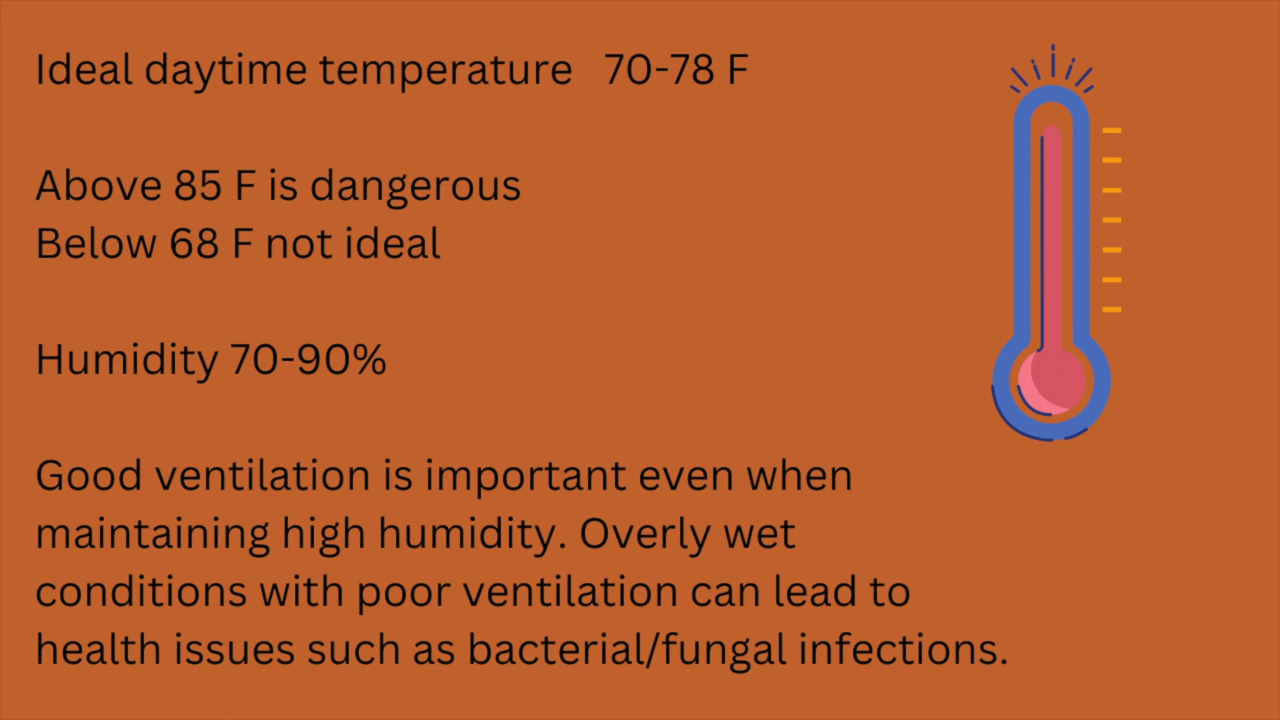 Ideal daytime temperature 70-78 F
Above 85 F is dangerous
Below 68 F not ideal
Humidity 70-90%
Good ventilation is important even when
maintaining high humidity. Overly wet
conditions with poor ventilation can lead to
health issues such as bacterial/fungal infections.